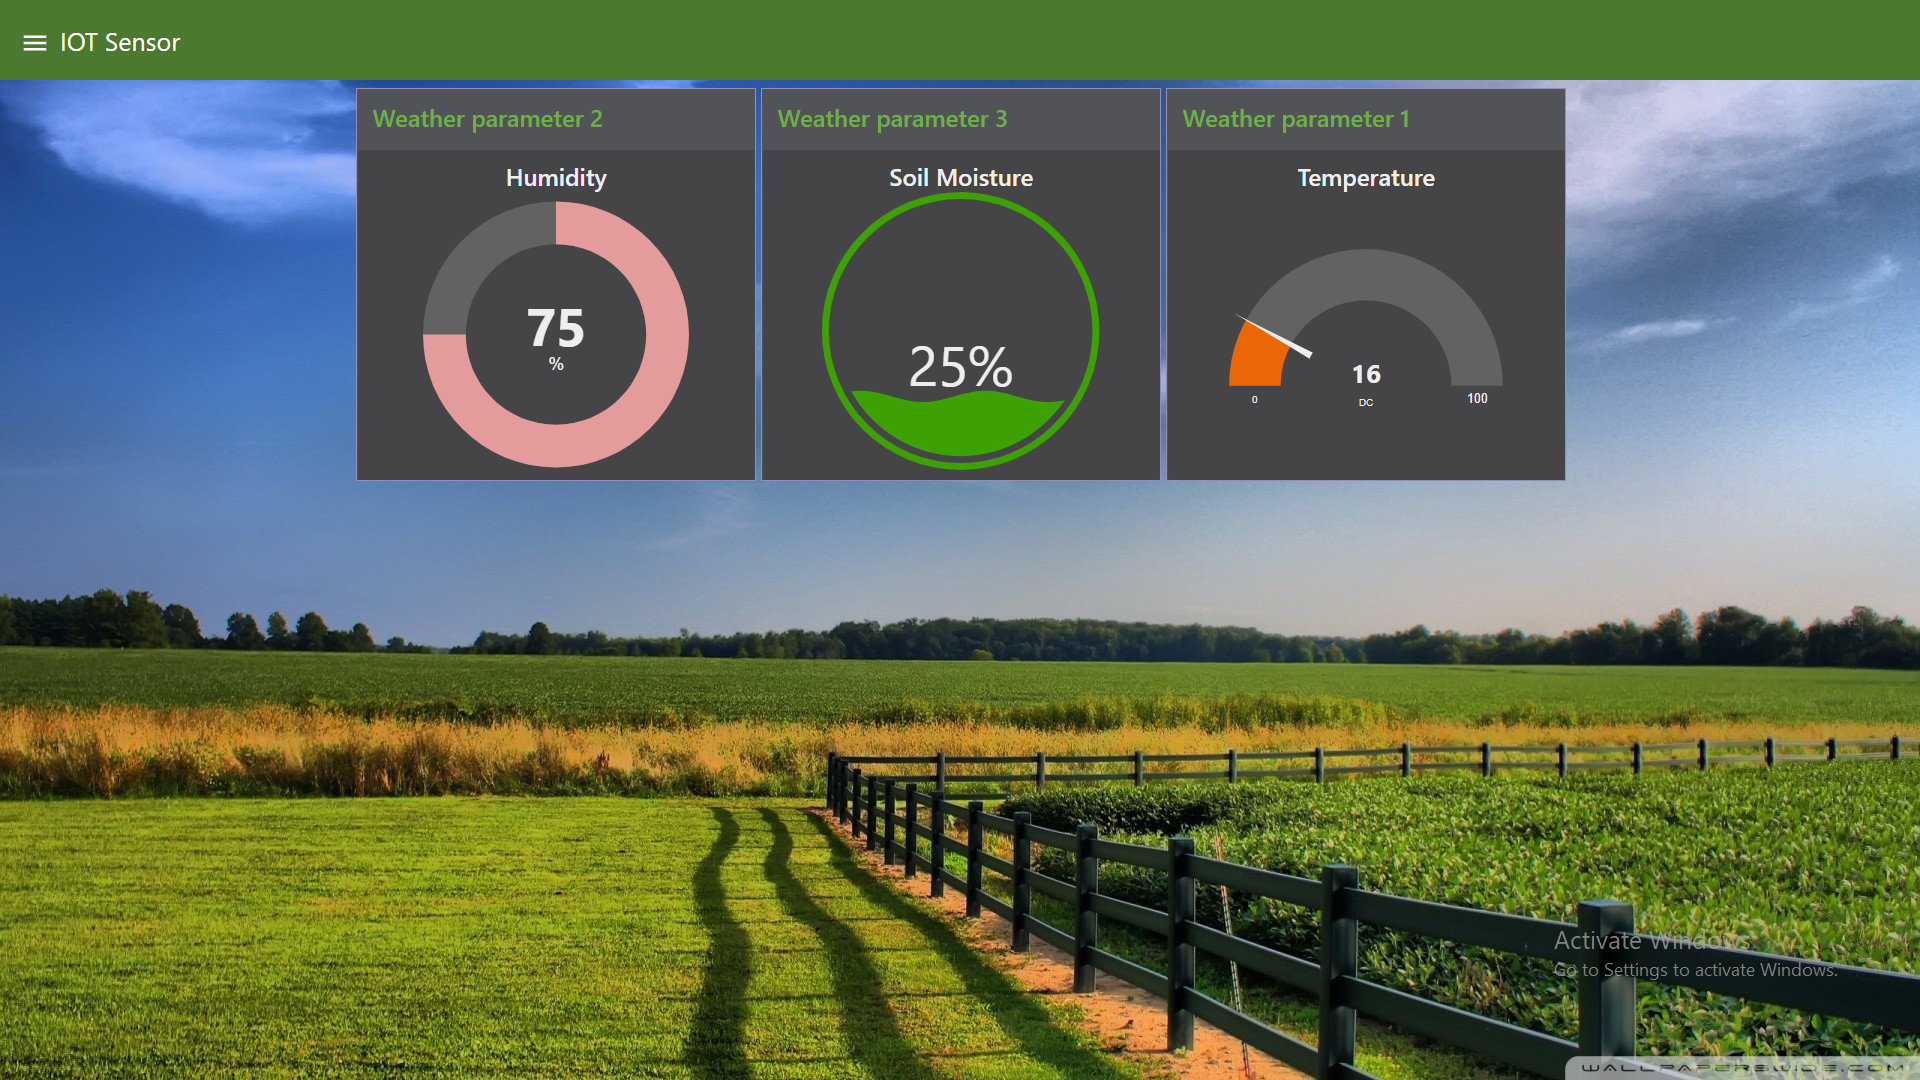 IOT Sensor
Weather parameter 2
Humidity
75
%
Weather parameter 3
Soil Moisture
25%
Weather parameter 1
Temperature
16
0
DC
100
Activate Windows
Go to Settings to activate Windows.
WALLPAPERSWIDE.COM